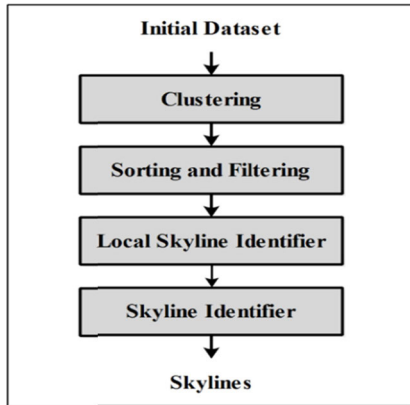 Initial Dataset
Clustering
Sorting and Filtering
Local Skyline Identifier
Skyline Identifier
Skylines